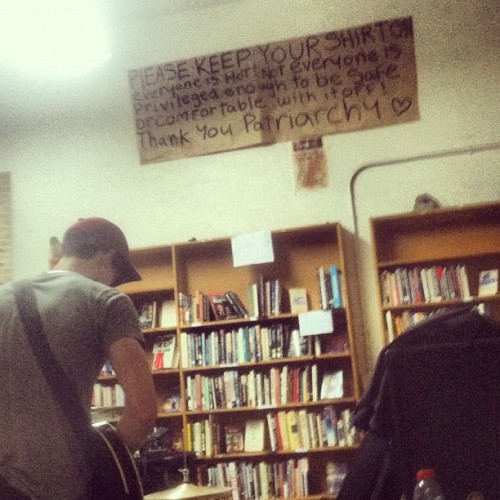 PLEASE KEEP YOUR SHIRT ON
everyone is HOT! NOT everyone is
privileged enough to be safe
or comfortable with it OFF!
Thank You Patriarchy ♡